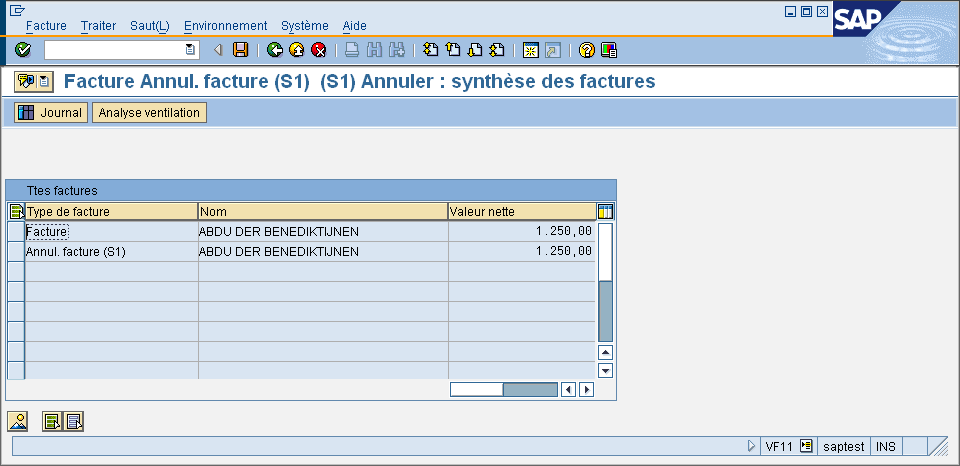 Facture Traiter Saut(L) Environnement Système Aide
SAP
Facture Annul. facture (S1) (S1) Annuler : synthèse des factures
Journal Analyse ventilation
Ttes factures
Type de facture Nom Valeur nette
Facture ABDU DER BENEDIKTIJNEN 1.250,00
Annul. facture (S1) ABDU DER BENEDIKTIJNEN 1.250,00
VF11 saptest INS